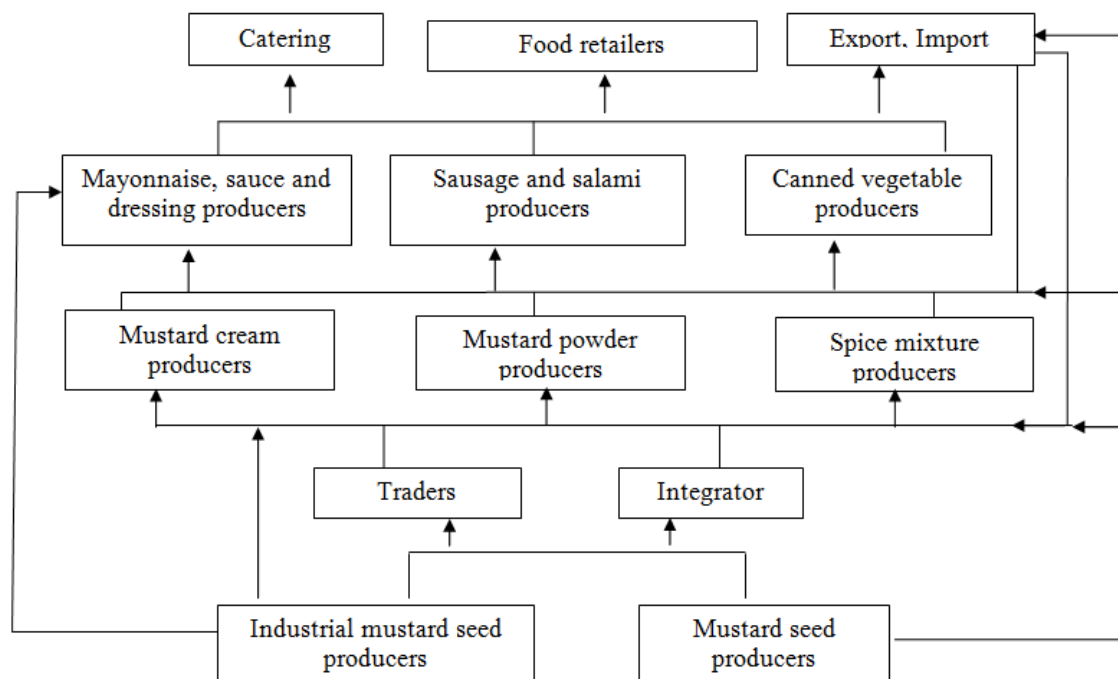 Catering
Food retailers
Export, Import
Mayonnaise, sauce and
dressing producers
Sausage and salami
producers
Canned vegetable
producers
Mustard cream
producers
Mustard powder
producers
Spice mixture
producers
Traders
Integrator
Industrial mustard seed
producers
Mustard seed
producers